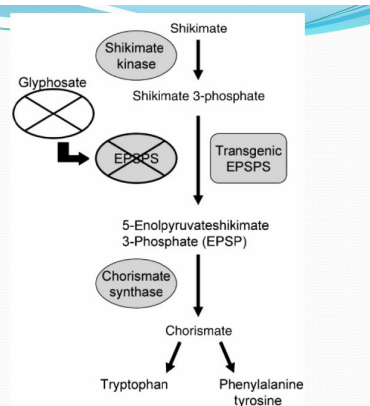 Shikimate
Shikimate
kinase
Glyphosate
Shikimate 3-phosphate
EPSPS
Transgenic
EPSPS
5-Enolpyruvateshikimate
3-Phosphate (EPSP)
Chorismate
synthase
Chorismate
Tryptophan
Phenylalanine
tyrosine